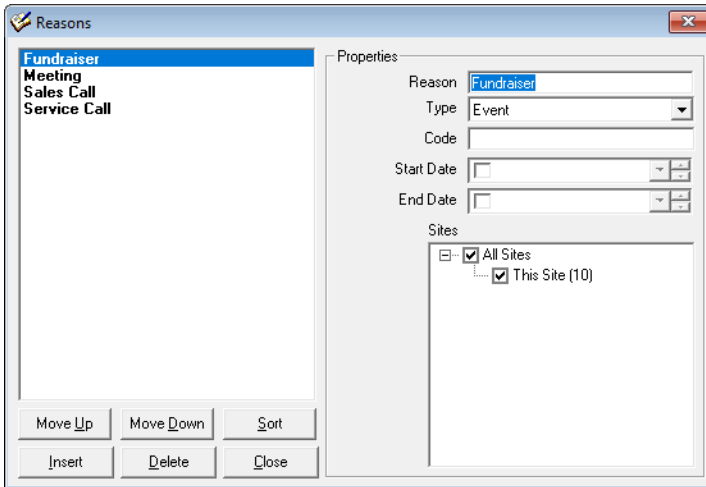 Reasons
Fundraiser
Meeting
Sales Call
Service Call
Move Up
Move Down
Sort
Insert
Delete
Close
Properties
Reason Fundraiser
Type Event
Code
Start Date
End Date
Sites
All Sites
This Site (10)